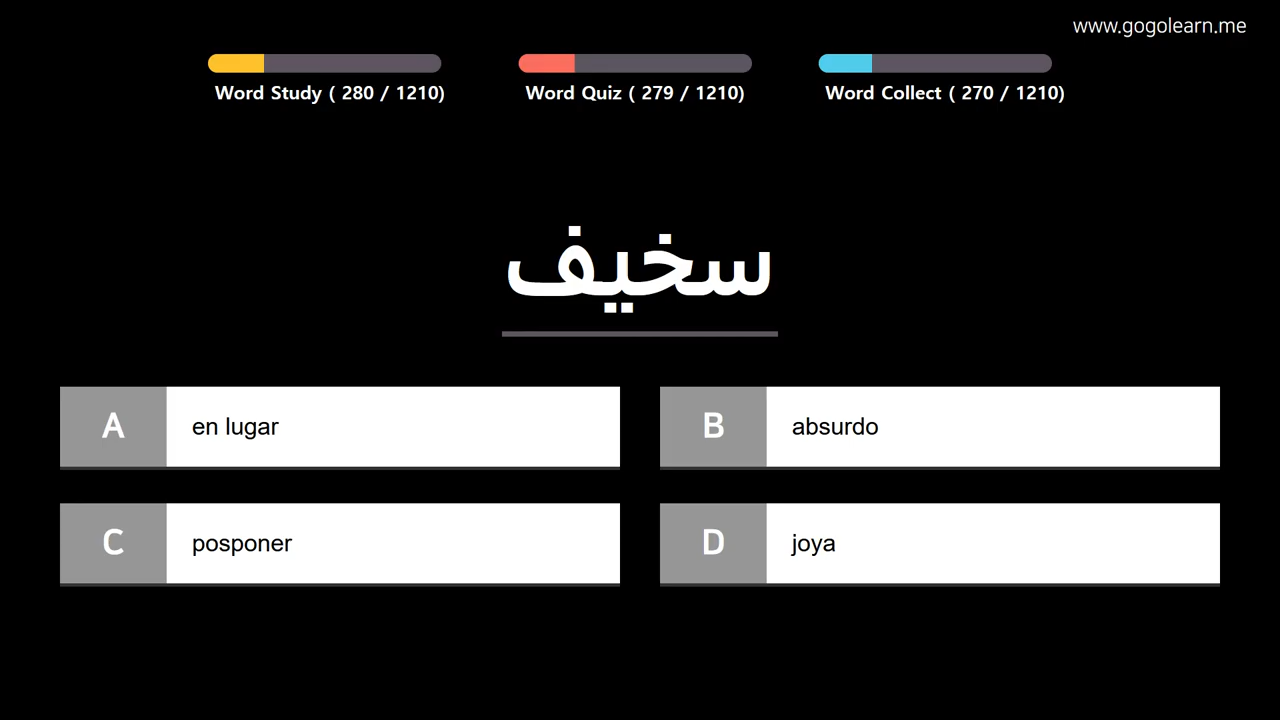 www.gogolearn.me
Word Study ( 280 / 1210)
Word Quiz ( 279 / 1210)
Word Collect ( 270 / 1210)
سخيف
A en lugar
B absurdo
C posponer
D joya